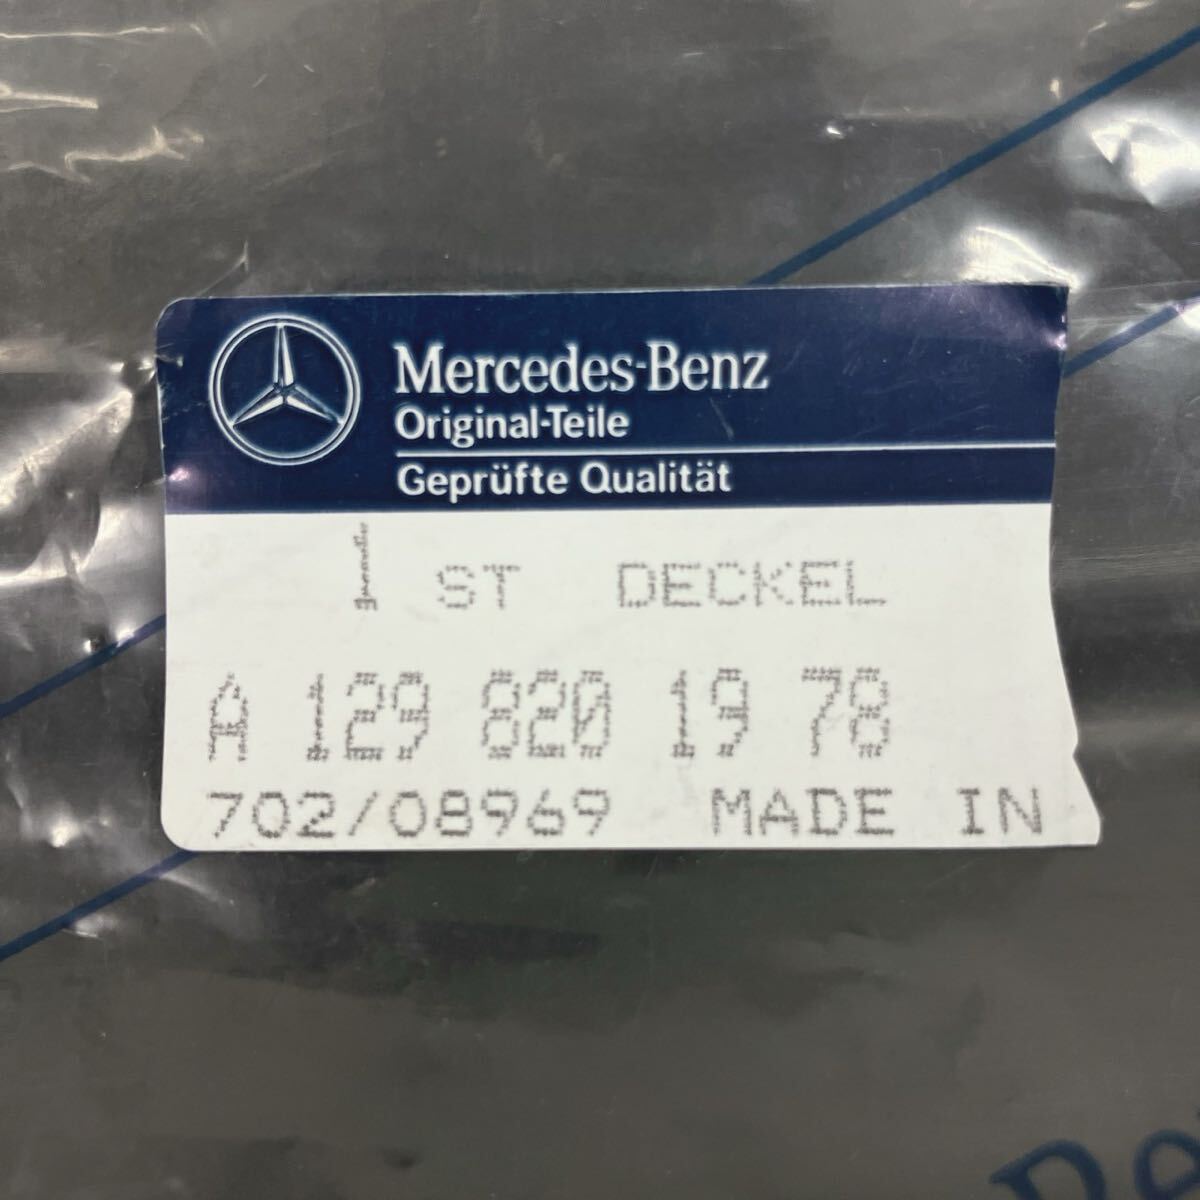 Mercedes-Benz
Original-Teile
Geprüfte Qualität
1 ST DECKEL
A 129 820 19 78
702/08969 MADE IN